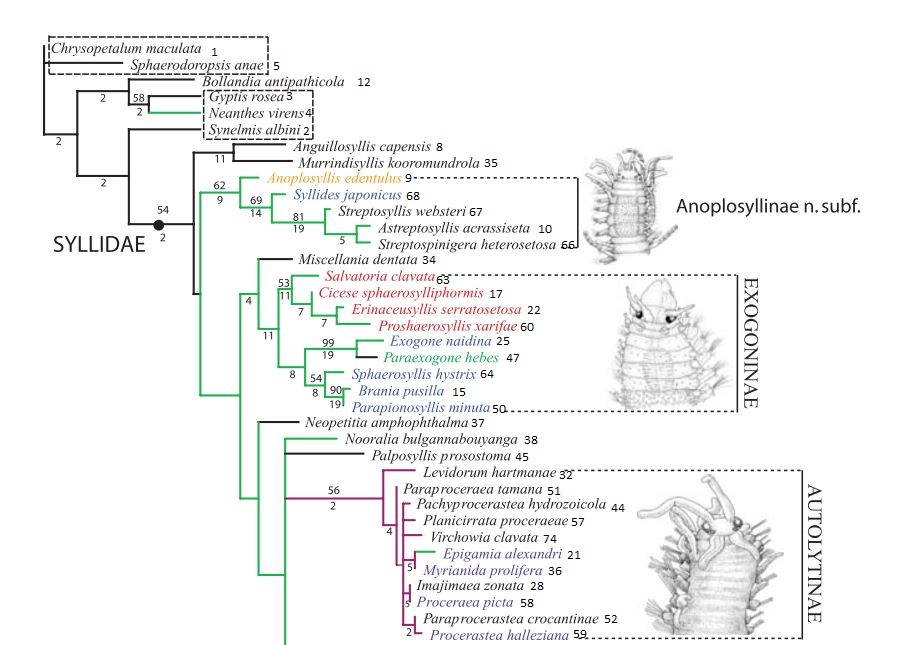 Chrysopetalum maculata 1
Sphaerodoropsis anae 5
Bollandia antipathicola 12
58
Gyptis rosea 3
2
2
Neanthes virens 4
Synelmis albini 2
2
Anguillosyllis capensis 8
11
Murrindisyllis kooromundrola 35
2
Anoplosyllis edentulus 9
62
9
Syllides japonicus 68
69
14
Streptosyllis websteri 67
81
19
Astreptosyllis acrassiseta 10
5
Streptospinigera heterosetosa 66
Anoplosyllinae n. subf.
54
2
SYLLIDAE
Miscellania dentata 34
Salvatoria clavata 63
53
11
Cicese sphaerosylliphormis 17
4
7
Erinaceusyllis serratosetosa 22
7
Proshaerosyllis xarifae 60
11
Exogone naidina 25
99
19
Paraexogone hebes 47
8
Sphaerosyllis hystrix 64
54
8
Brania pusilla 15
90
19
Parapionosyllis minuta 50
EXOGONINAE
Neopetitia amphophthalma 37
Nooralia bulgannabouyanga 38
Palposyllis prosostoma 45
Levidorum hartmanae 32
56
2
Paraproceraea tamana 51
Pachyprocerastea hydrozoicola 44
Planicirrata proceraeae 57
4
Virchowia clavata 74
Epigamia alexandri 21
5
Myrianida prolifera 36
Imajimaea zonata 28
5
Proceraea picta 58
Paraprocerastea crocantinae 52
2
Procerastea halleziana 59
AUTOLYTINAE